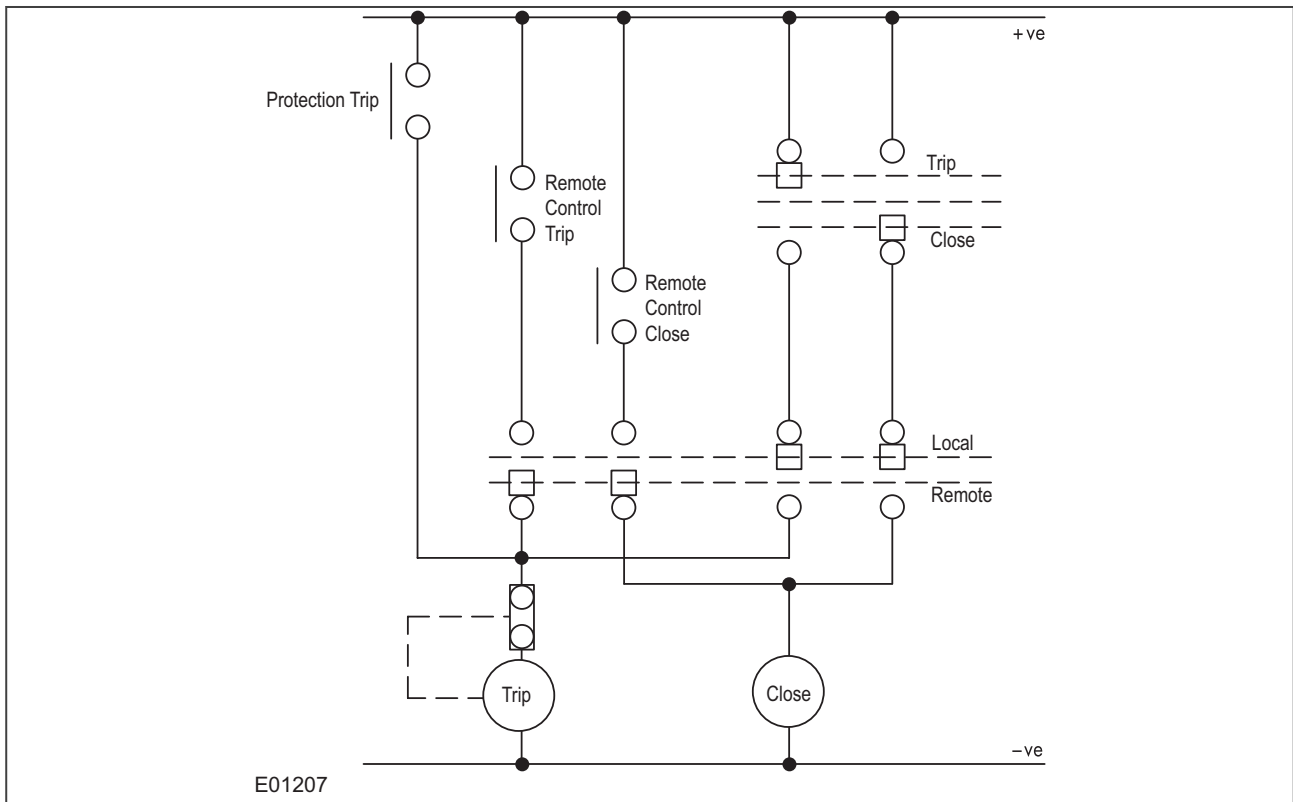 +ve
Protection Trip
Remote
Control
Trip
Remote
Control
Close
Trip
Close
Local
Remote
Trip
Close
−ve
E01207